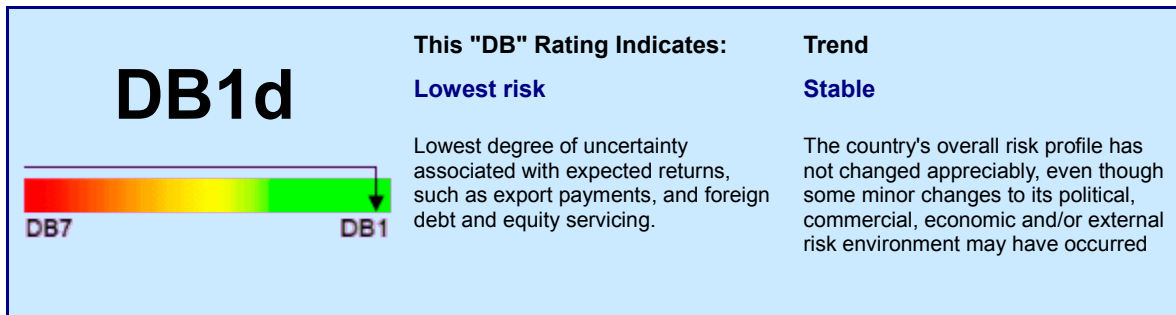 DB1d
DB7
DB1
This "DB" Rating Indicates:
Lowest risk
Lowest degree of uncertainty
associated with expected returns,
such as export payments, and foreign
debt and equity servicing.
Trend
Stable
The country's overall risk profile has
not changed appreciably, even though
some minor changes to its political,
commercial, economic and/or external
risk environment may have occurred